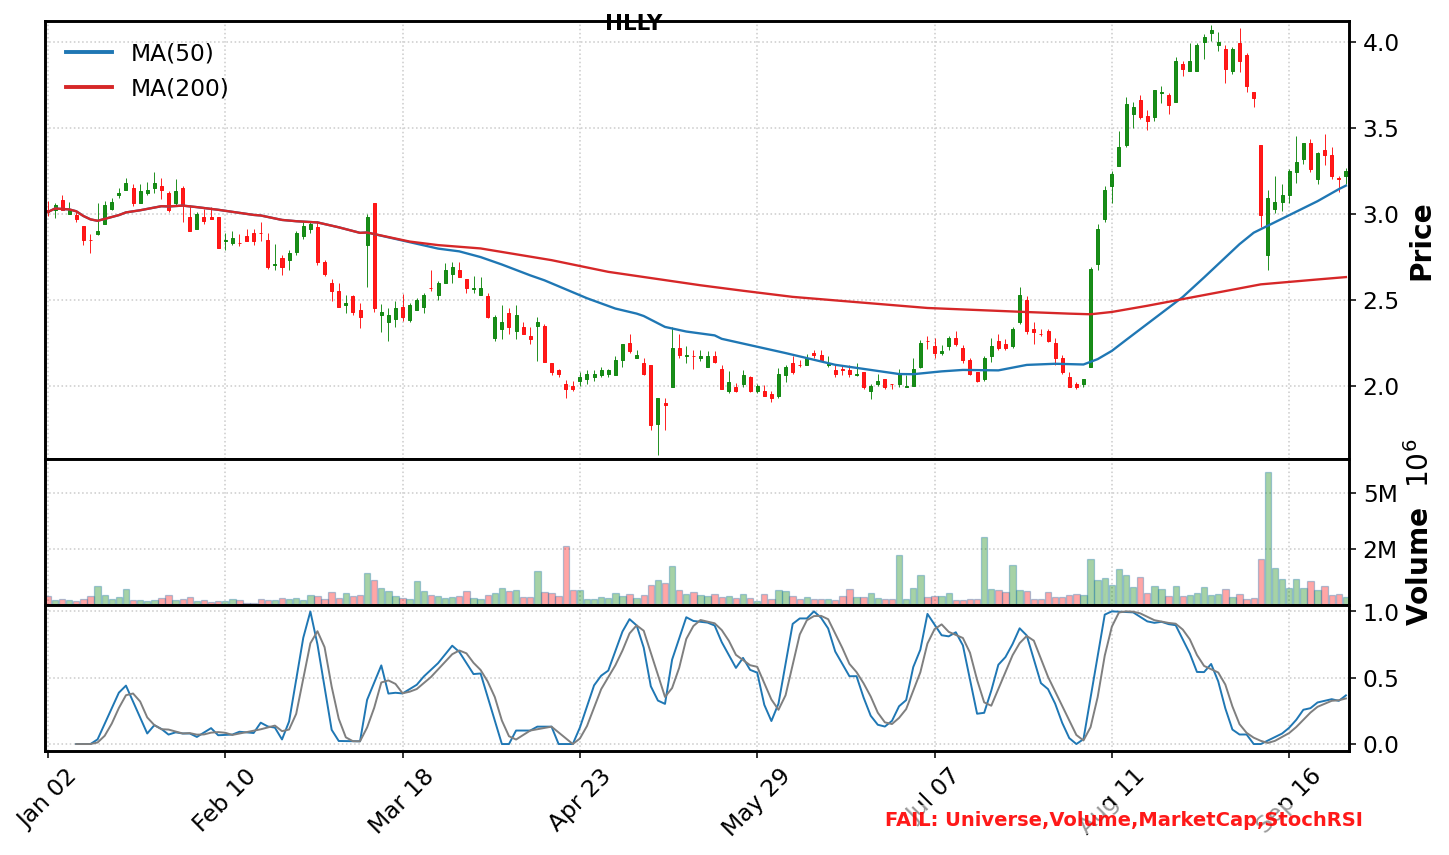 HLLY
MA(50)
MA(200)
4.0
3.5
3.0
2.5
2.0
Price
5M
2M
Volume 10^6
1.0
0.5
0.0
Jan 02
Feb 10
Mar 18
Apr 23
May 29
Jul 07
Aug 11
Sep 16
FAIL: Universe,Volume,MarketCap,StochRSI